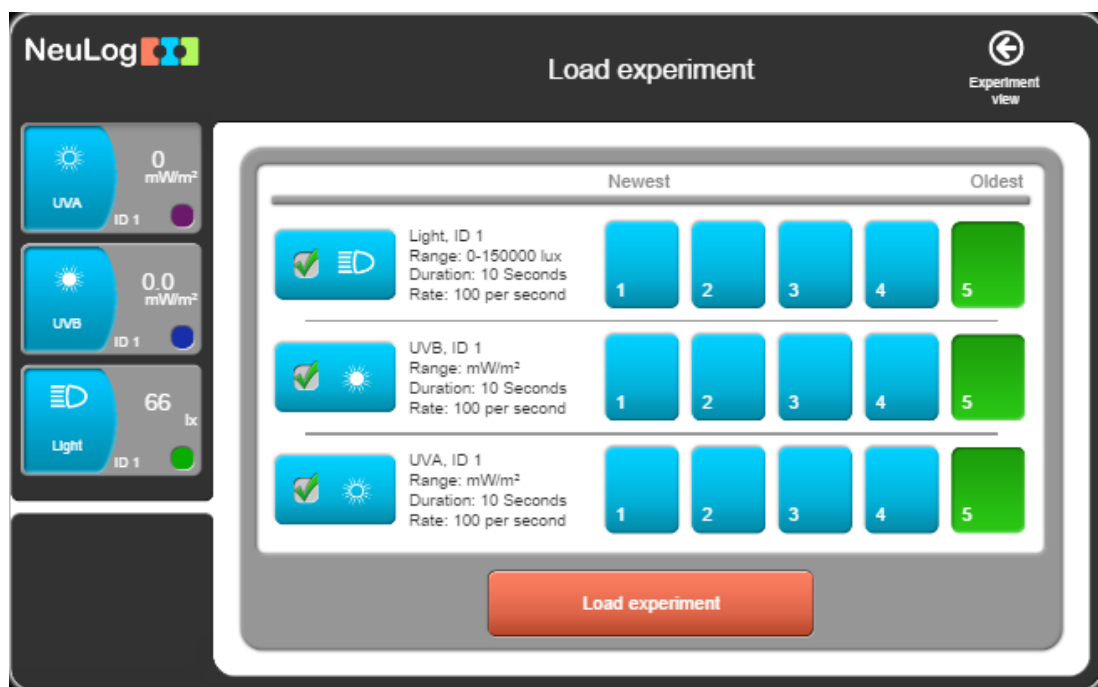 NeuLog
Load experiment
Experiment
view
0
mW/m²
UVA
ID 1
0.0
mW/m²
UVB
ID 1
66
lx
Light
ID 1
Newest
Oldest
Light, ID 1
Range: 0-150000 lux
Duration: 10 Seconds
Rate: 100 per second
1 2 3 4 5
UVB, ID 1
Range: mW/m²
Duration: 10 Seconds
Rate: 100 per second
1 2 3 4 5
UVA, ID 1
Range: mW/m²
Duration: 10 Seconds
Rate: 100 per second
1 2 3 4 5
Load experiment